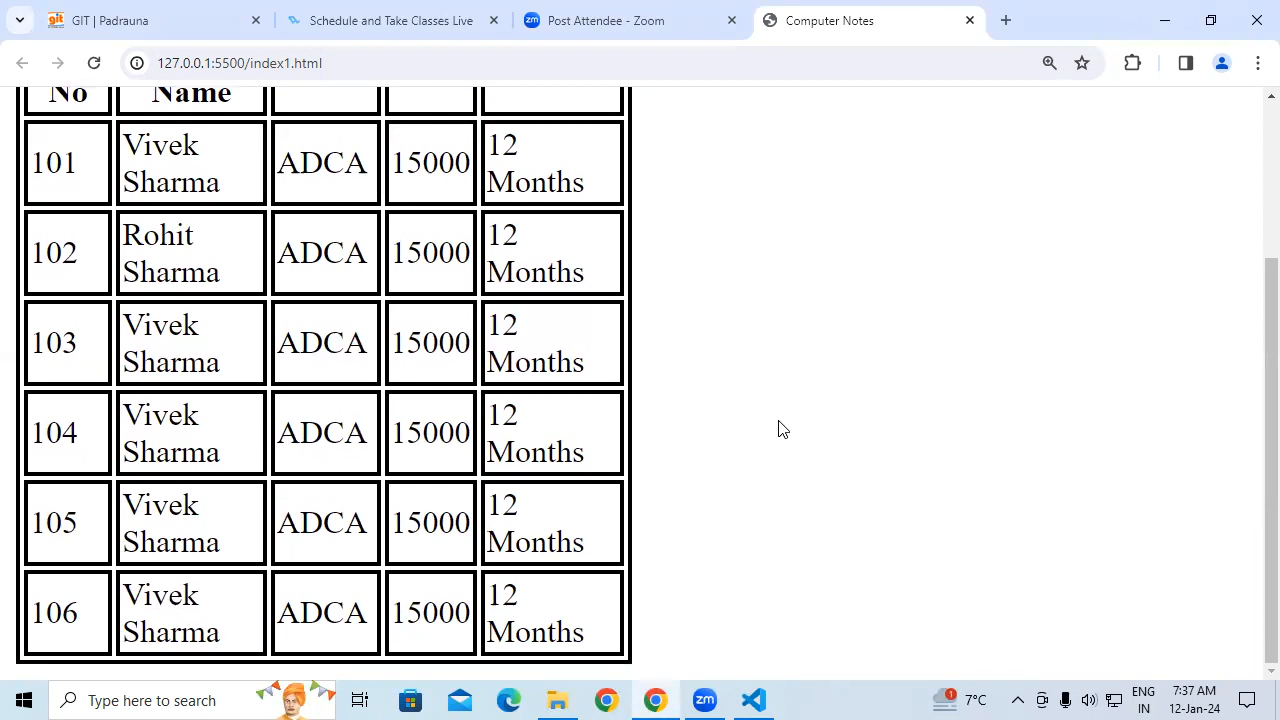 GIT | Padrauna
Schedule and Take Classes Live
zm Post Attendee - Zoom
Computer Notes
127.0.0.1:5500/index1.html
No Name
101 Vivek Sharma ADCA 15000 12 Months
102 Rohit Sharma ADCA 15000 12 Months
103 Vivek Sharma ADCA 15000 12 Months
104 Vivek Sharma ADCA 15000 12 Months
105 Vivek Sharma ADCA 15000 12 Months
106 Vivek Sharma ADCA 15000 12 Months
Type here to search
zm
1
7°C
ENG
IN
7:37 AM
12-Jan-24